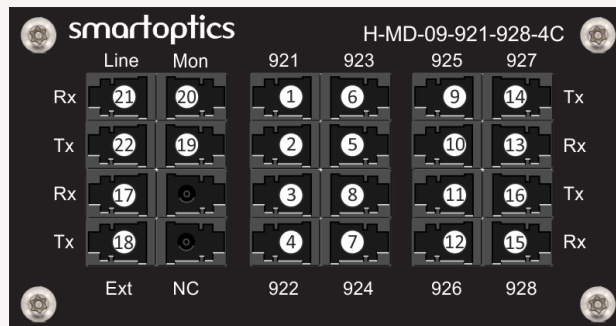 smartoptics H-MD-09-921-928-4C
Line Mon 921 923 925 927
Rx 21 20 1 6 9 14 Tx
Tx 22 19 2 5 10 13 Rx
Rx 17 3 8 11 16 Tx
Tx 18 4 7 12 15 Rx
Ext NC 922 924 926 928